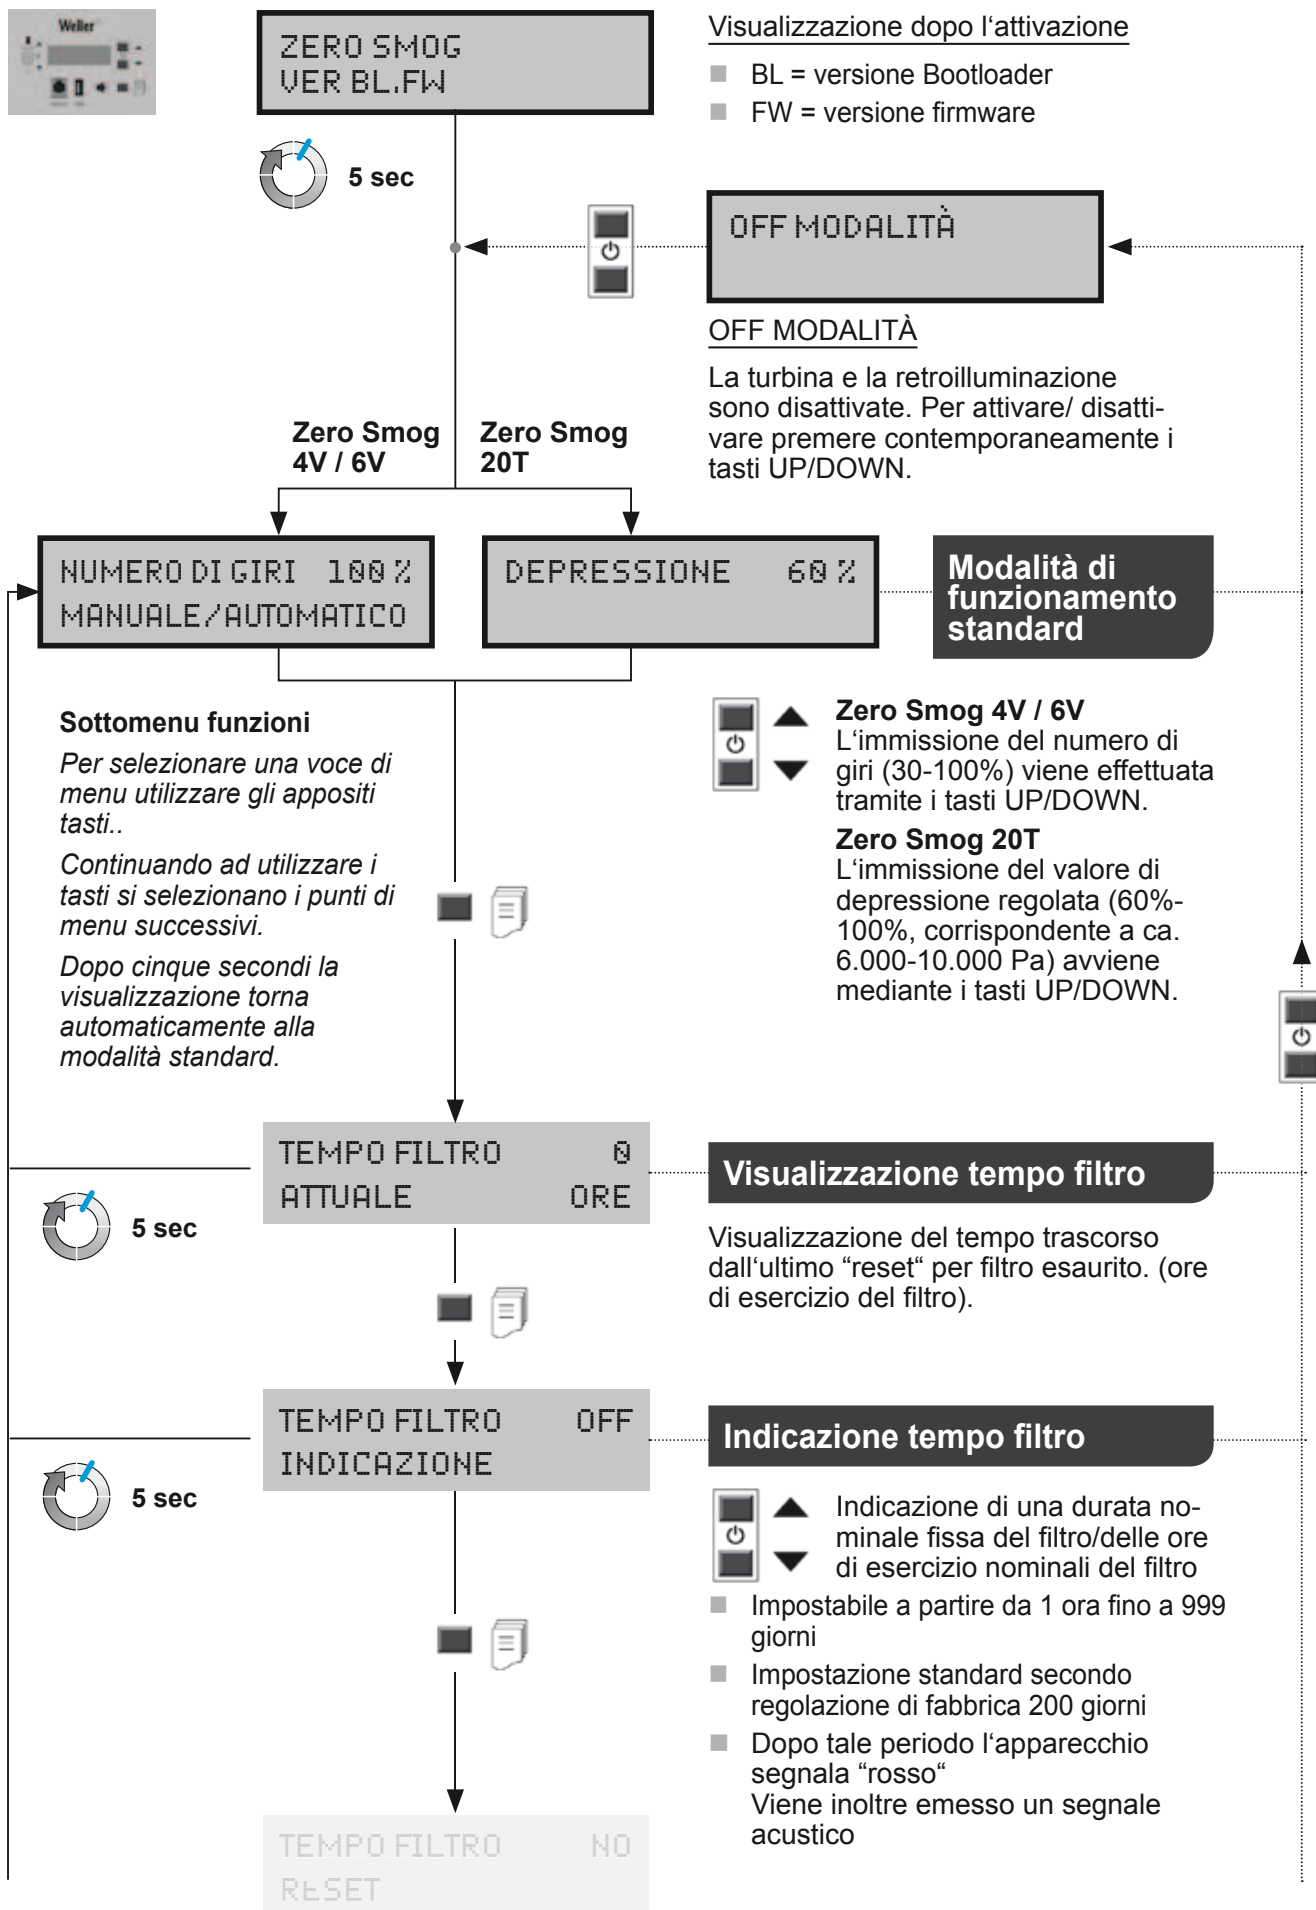 Weller
ZERO SMOG
VER BL.FW
Visualizzazione dopo l‘attivazione
BL = versione Bootloader
FW = versione firmware
5 sec
OFF MODALITÀ
OFF MODALITÀ
La turbina e la retroilluminazione
sono disattivate. Per attivare/ disatti-
vare premere contemporaneamente i
tasti UP/DOWN.
Zero Smog
4V / 6V
Zero Smog
20T
NUMERO DI GIRI 100 %
MANUALE/AUTOMATICO
DEPRESSIONE 60 %
Modalità di
funzionamento
standard
Sottomenu funzioni
Per selezionare una voce di
menu utilizzare gli appositi
tasti..
Continuando ad utilizzare i
tasti si selezionano i punti di
menu successivi.
Dopo cinque secondi la
visualizzazione torna
automaticamente alla
modalità standard.
Zero Smog 4V / 6V
L‘immissione del numero di
giri (30-100%) viene effettuata
tramite i tasti UP/DOWN.
Zero Smog 20T
L‘immissione del valore di
depressione regolata (60%-
100%, corrispondente a ca.
6.000-10.000 Pa) avviene
mediante i tasti UP/DOWN.
TEMPO FILTRO 0
ATTUALE ORE
5 sec
Visualizzazione tempo filtro
Visualizzazione del tempo trascorso
dall‘ultimo “reset“ per filtro esaurito. (ore
di esercizio del filtro).
TEMPO FILTRO OFF
INDICAZIONE
5 sec
Indicazione tempo filtro
Indicazione di una durata no-
minale fissa del filtro/delle ore
di esercizio nominali del filtro
Impostabile a partire da 1 ora fino a 999
giorni
Impostazione standard secondo
regolazione di fabbrica 200 giorni
Dopo tale periodo l‘apparecchio
segnala “rosso“
Viene inoltre emesso un segnale
acustico
TEMPO FILTRO NO
RESET